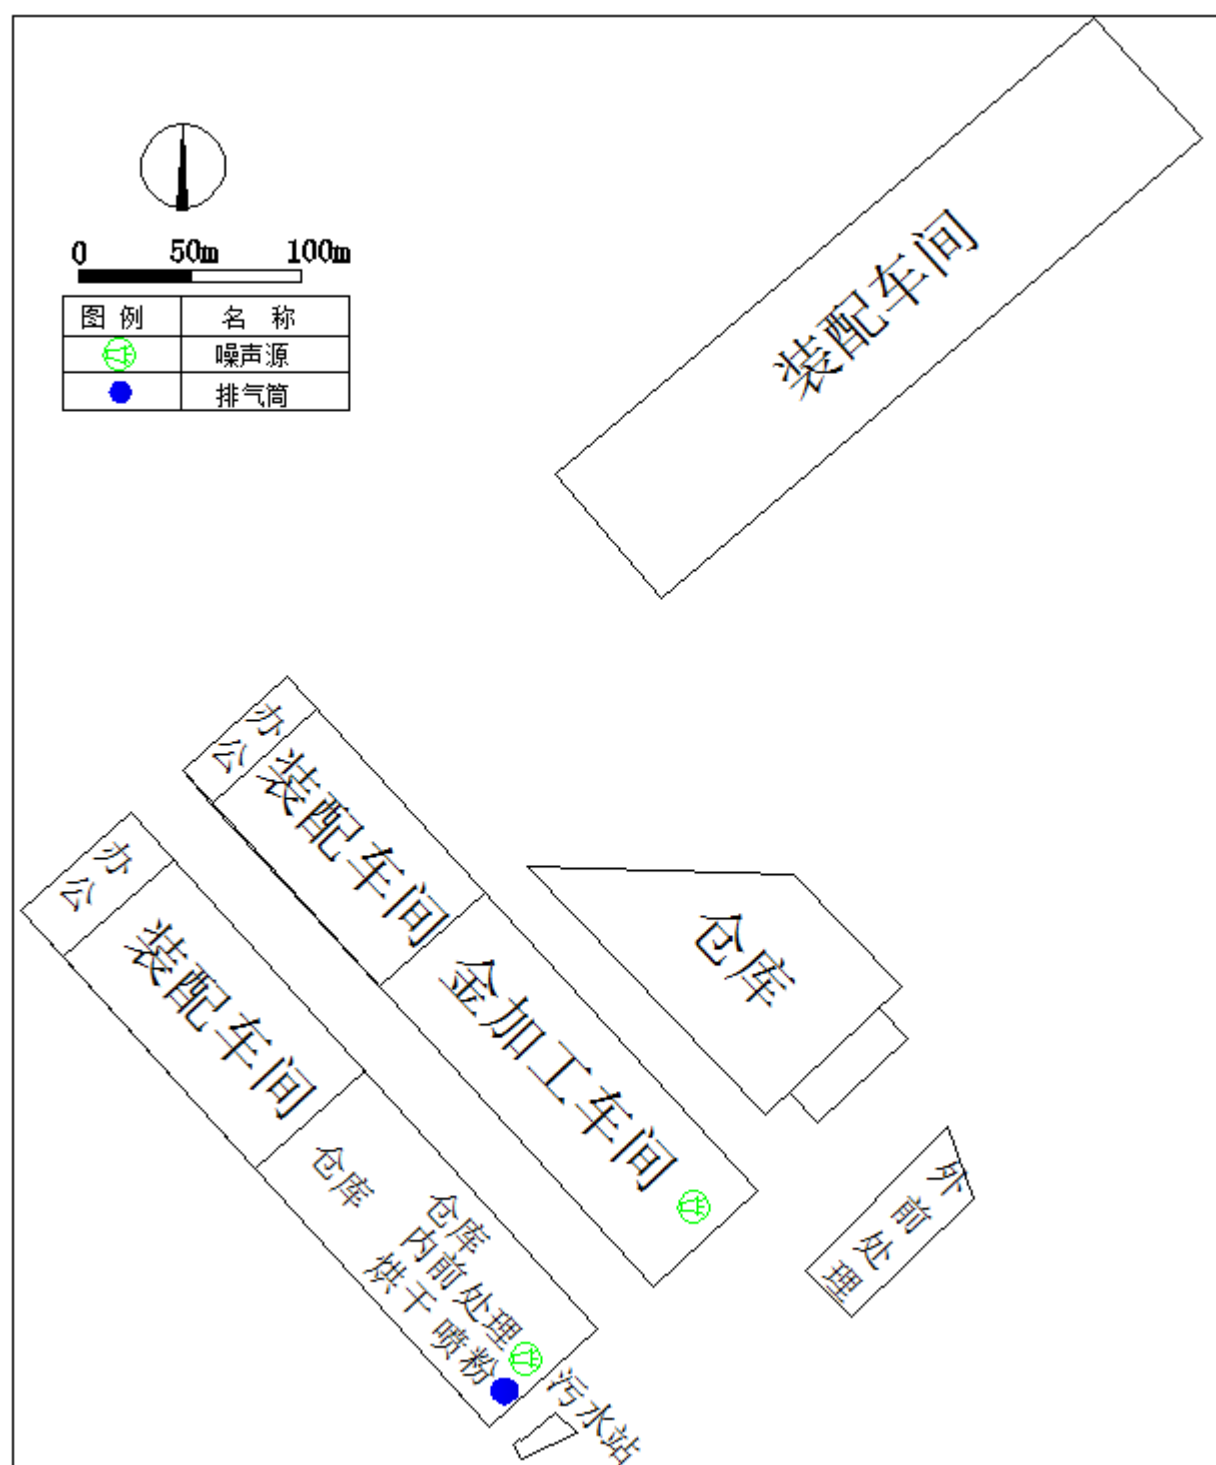 0 50m 100m
图例 名称
噪声源
排气筒
装配车间
办公
装配车间
金加工车间
仓库
办公
装配车间
仓库
仓库
内前处理
烘干 喷粉
外前处理
污水站